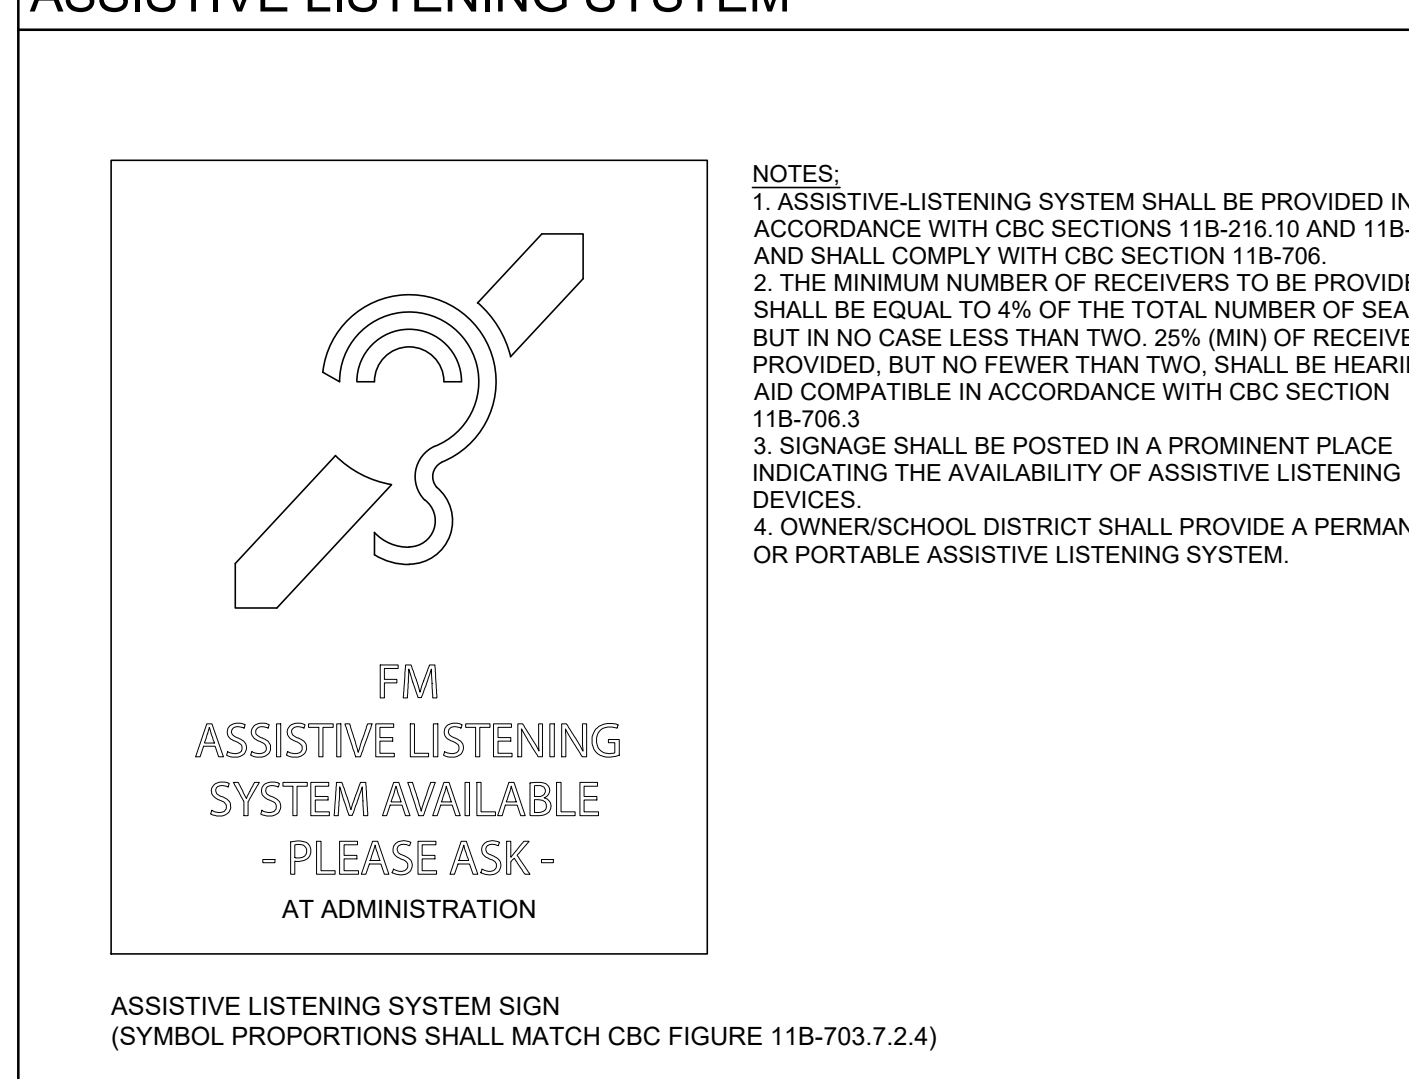 ASSISTIVE LISTENING SYSTEM
NOTES;
1. ASSISTIVE-LISTENING SYSTEM SHALL BE PROVIDED IN
ACCORDANCE WITH CBC SECTIONS 11B-216.10 AND 11B-
AND SHALL COMPLY WITH CBC SECTION 11B-706.
2. THE MINIMUM NUMBER OF RECEIVERS TO BE
SHALL BE EQUAL TO 4% OF THE TOTAL NUMBER OF
BUT IN NO CASE LESS THAN TWO. 25% (MIN) OF
PROVIDED, BUT NO FEWER THAN TWO, SHALL BE
AID COMPATIBLE IN ACCORDANCE WITH CBC SECTION
11B-706.3
3. SIGNAGE SHALL BE POSTED IN A PROMINENT PLACE
INDICATING THE AVAILABILITY OF ASSISTIVE LISTENING
DEVICES.
4. OWNER/SCHOOL DISTRICT SHALL PROVIDE A
OR PORTABLE ASSISTIVE LISTENING SYSTEM.
FM
ASSISTIVE LISTENING
SYSTEM AVAILABLE
- PLEASE ASK -
AT ADMINISTRATION
ASSISTIVE LISTENING SYSTEM SIGN
(SYMBOL PROPORTIONS SHALL MATCH CBC FIGURE 11B-703.7.2.4)